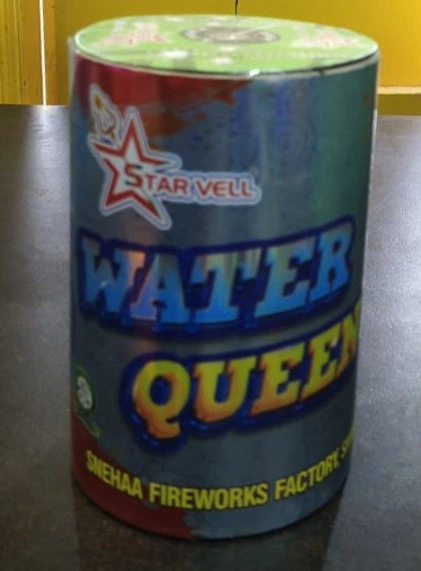 STAR VELL
WATER
QUEEN
SNEHAA FIREWORKS FACTORY,